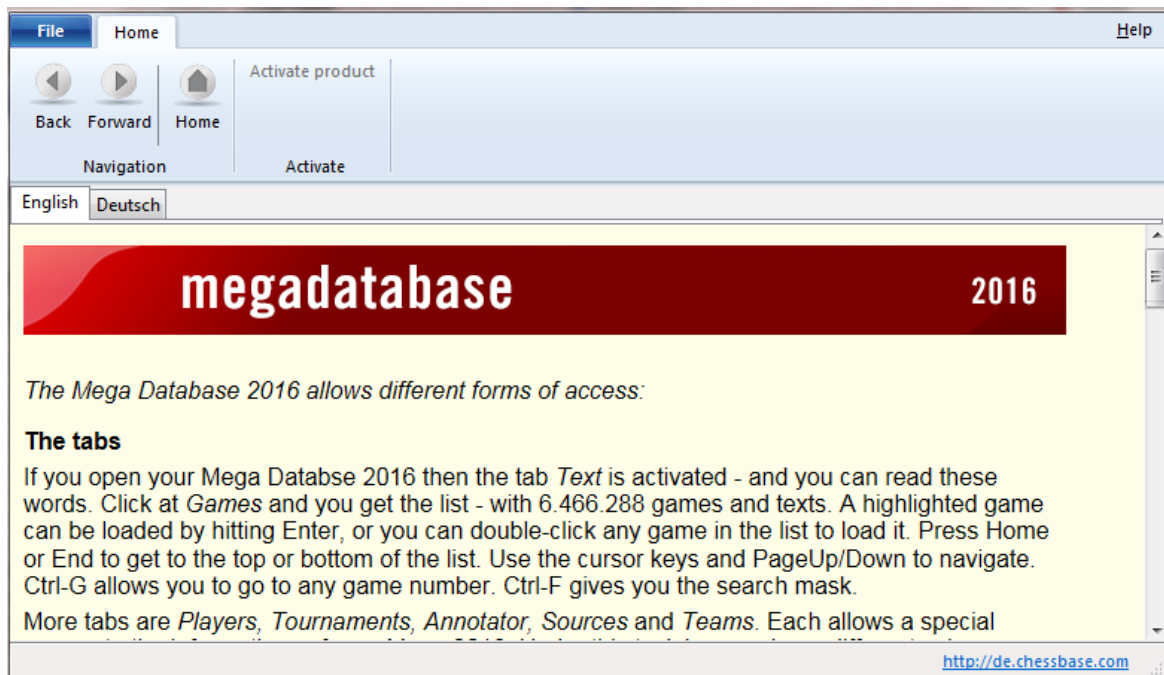 File Home Help
Activate product
Back Forward Home
Navigation Activate
English Deutsch
megadatabase 2016
The Mega Database 2016 allows different forms of access:
The tabs
If you open your Mega Databse 2016 then the tab Text is activated - and you can read these
words. Click at Games and you get the list - with 6.466.288 games and texts. A highlighted game
can be loaded by hitting Enter, or you can double-click any game in the list to load it. Press Home
or End to get to the top or bottom of the list. Use the cursor keys and PageUp/Down to navigate.
Ctrl-G allows you to go to any game number. Ctrl-F gives you the search mask.
More tabs are Players, Tournaments, Annotator, Sources and Teams. Each allows a special
http://de.chessbase.com